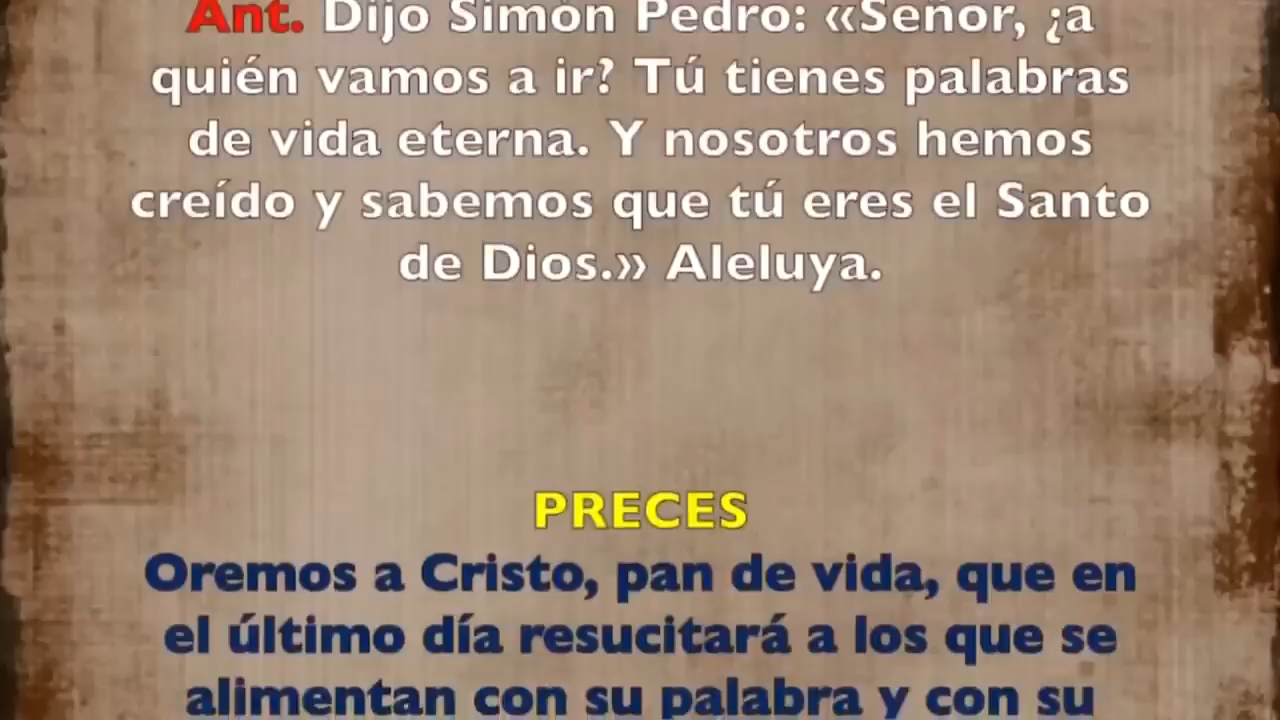 Ant. Dijo Simón Pedro: «Señor, ¿a
quién vamos a ir? Tú tienes palabras
de vida eterna. Y nosotros hemos
creído y sabemos que tú eres el Santo
de Dios.» Aleluya.
PRECES
Oremos a Cristo, pan de vida, que en
el último día resucitará a los que se
alimentan con su palabra y con su